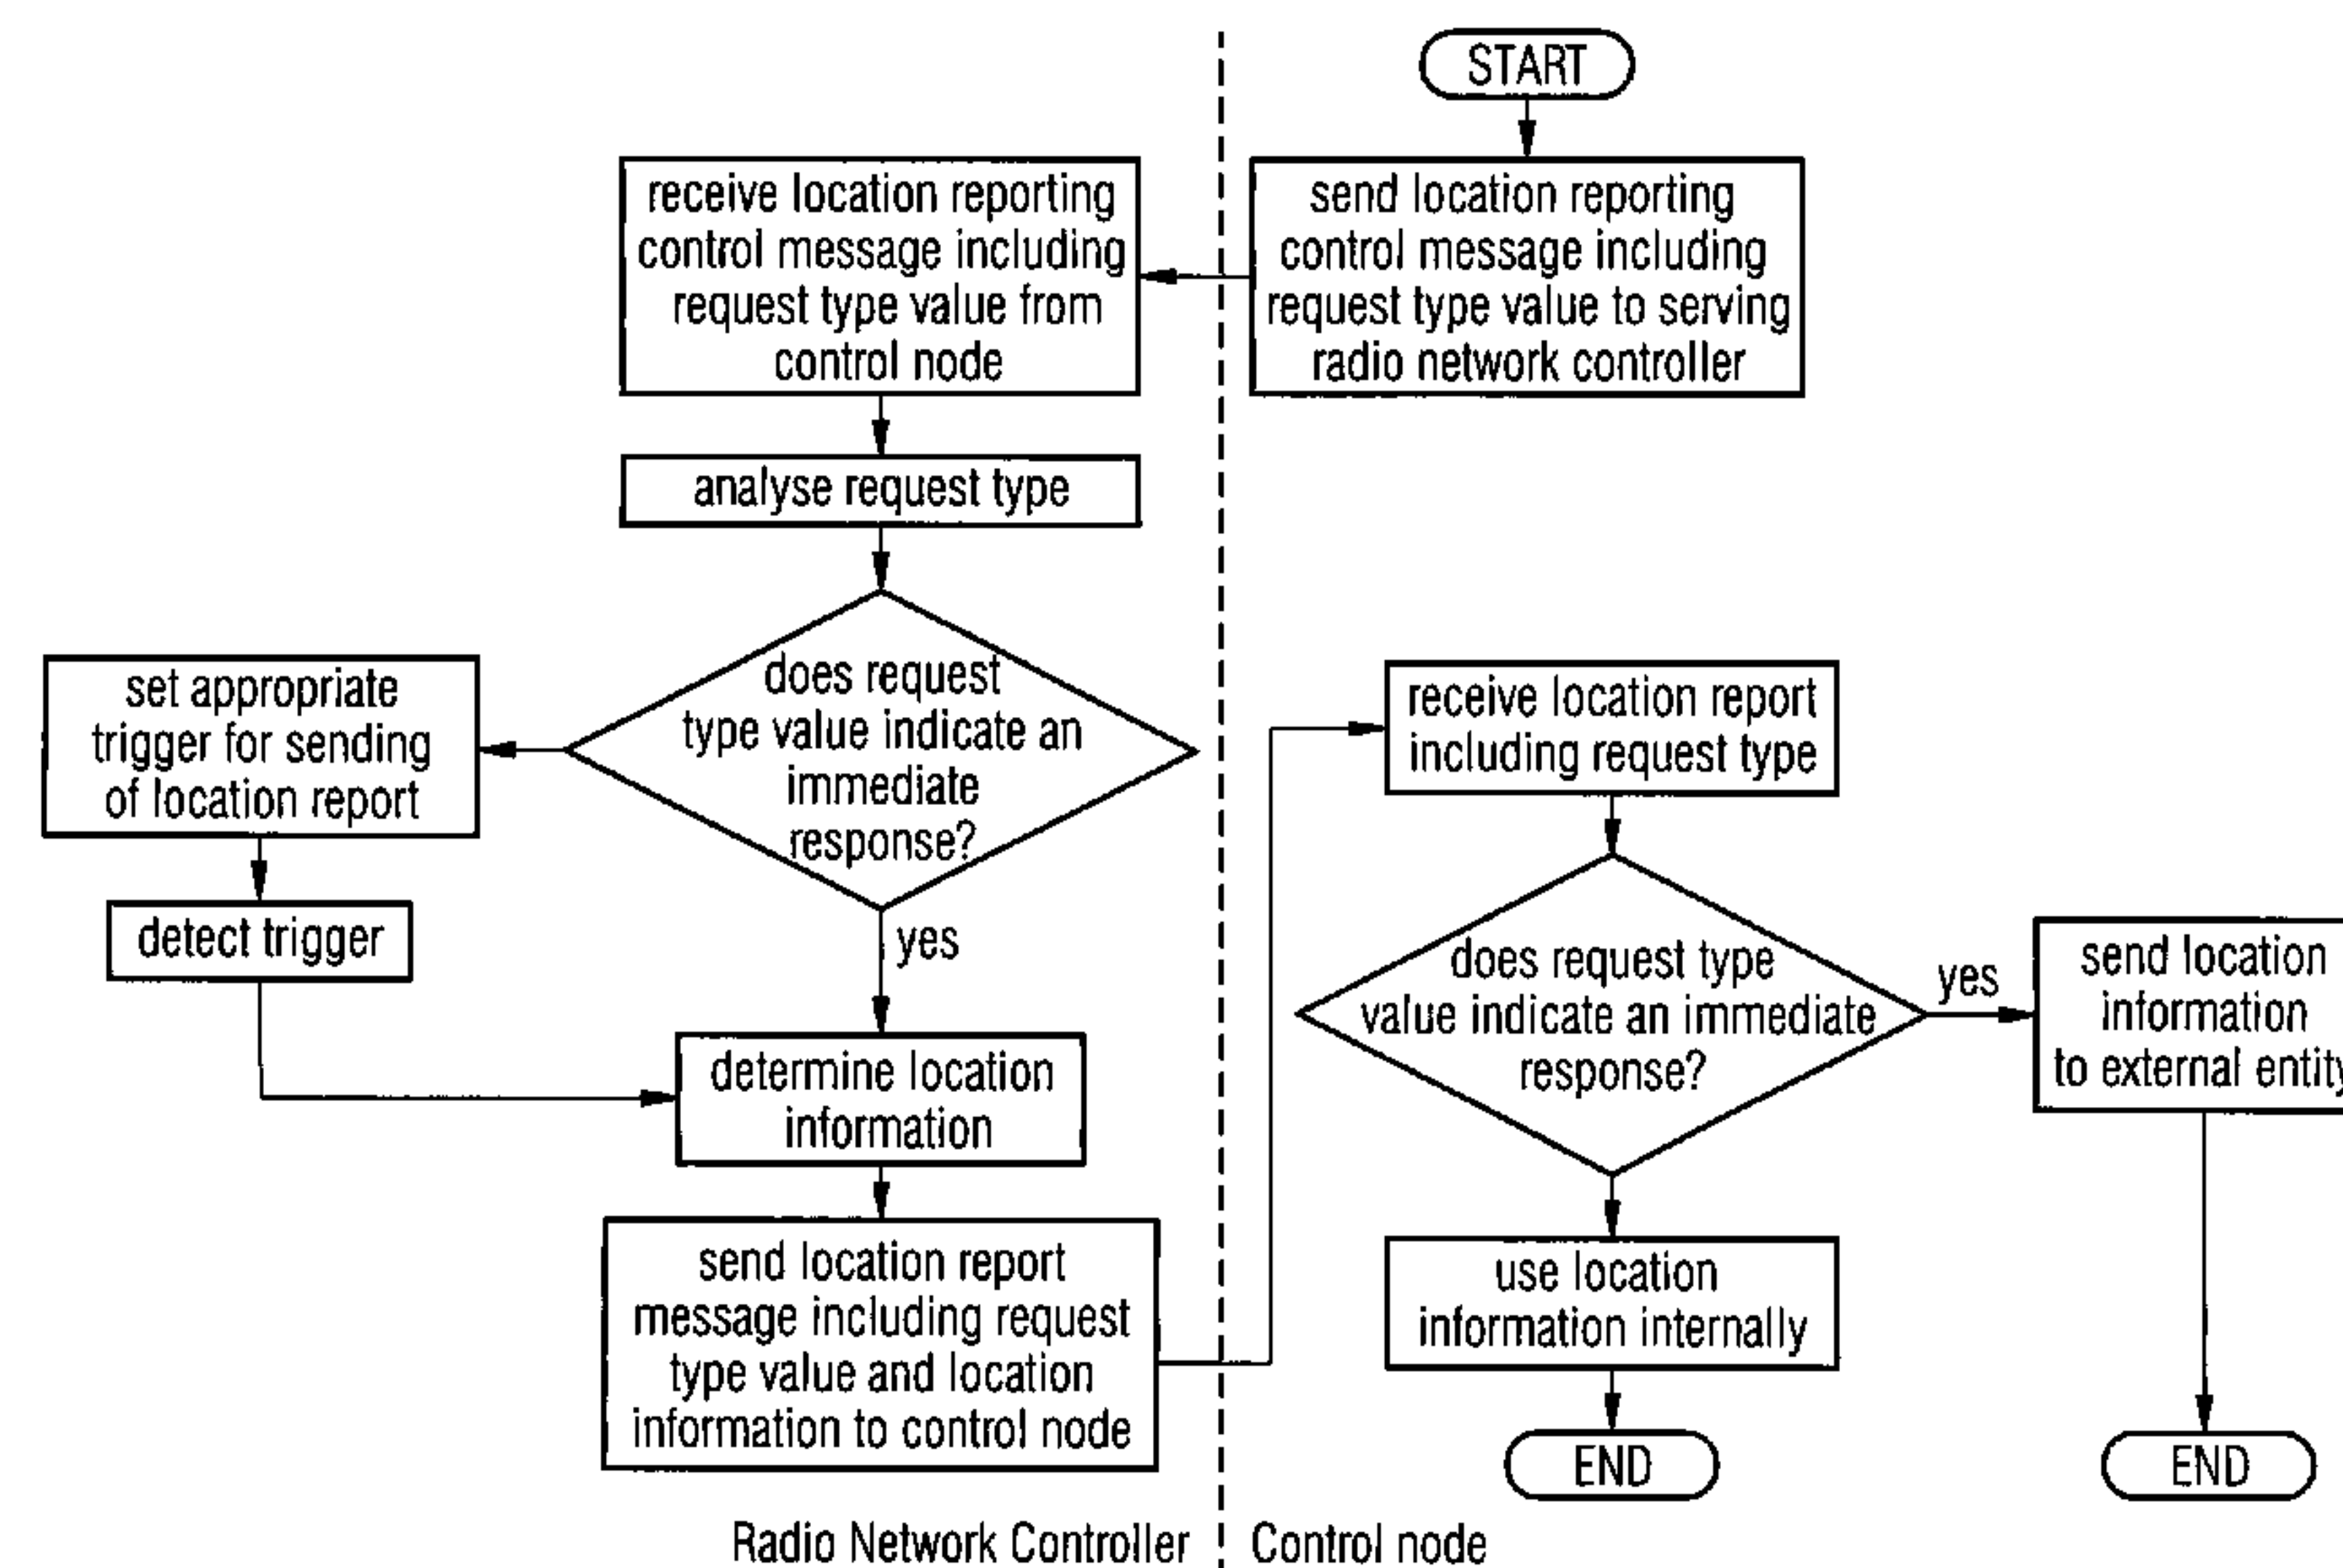 START
send location reporting
control message including
request type value to serving
radio network controller
receive location reporting
control message including
request type value from
control node
analyse request type
does request
type value indicate an
immediate
response?
set appropriate
trigger for sending
of location report
detect trigger
yes
determine location
information
send location report
message including request
type value and location
information to control node
receive location report
including request type
does request type
value indicate an immediate
response?
yes
send location
information
to external entity
use location
information internally
END
END
Radio Network Controller
Control node